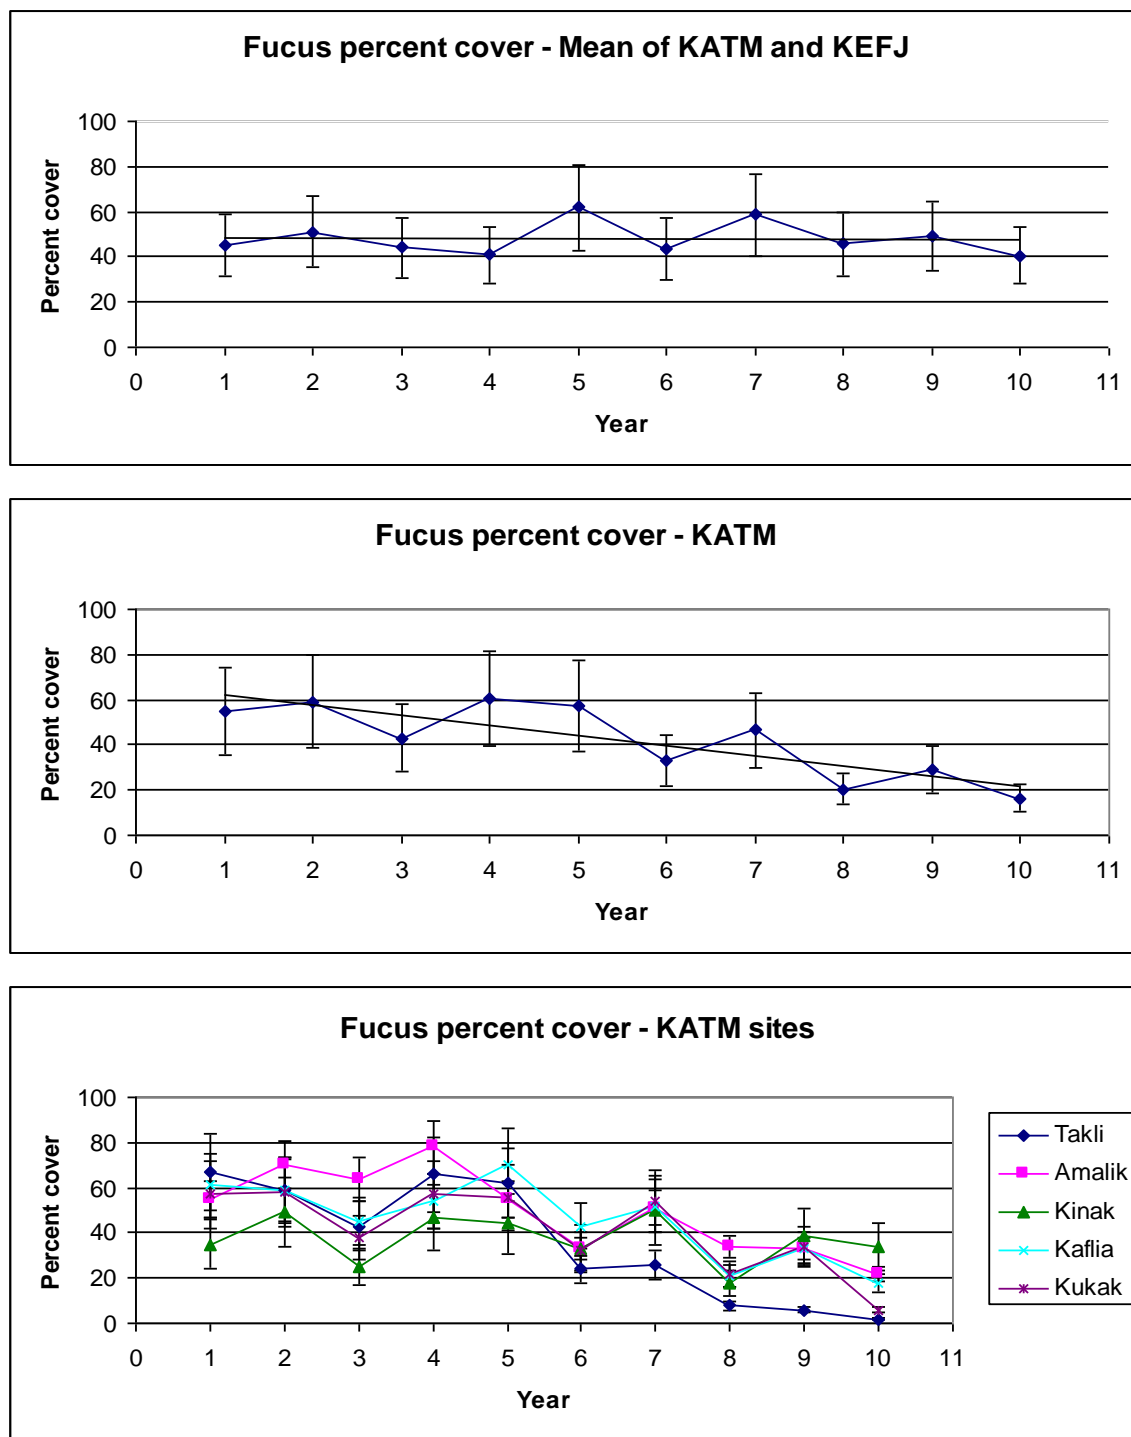 Fucus percent cover - Mean of KATM and KEFJ
100
80
60
40
20
0
Percent cover
0 1 2 3 4 5 6 7 8 9 10 11
Year
Fucus percent cover - KATM
100
80
60
40
20
0
Percent cover
0 1 2 3 4 5 6 7 8 9 10 11
Year
Fucus percent cover - KATM sites
100
80
60
40
20
0
Percent cover
0 1 2 3 4 5 6 7 8 9 10 11
Year
Takli
Amalik
Kinak
Kaflia
Kukak